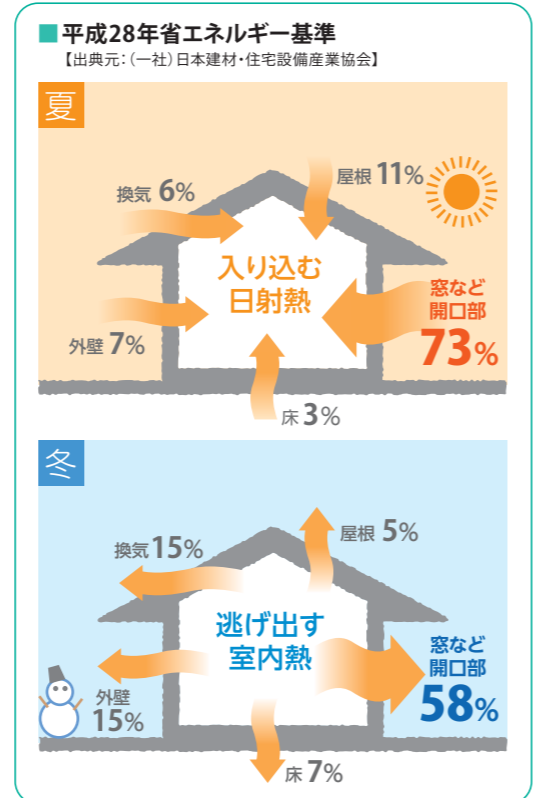 ■平成28年省エネルギー基準
【出典元：（一社）日本建材・住宅設備産業協会】
夏
換気 6%
屋根 11%
入り込む
日射熱
窓など
開口部
73%
外壁 7%
床 3%
冬
換気 15%
屋根 5%
逃げ出す
室内熱
窓など
開口部
58%
外壁
15%
床 7%